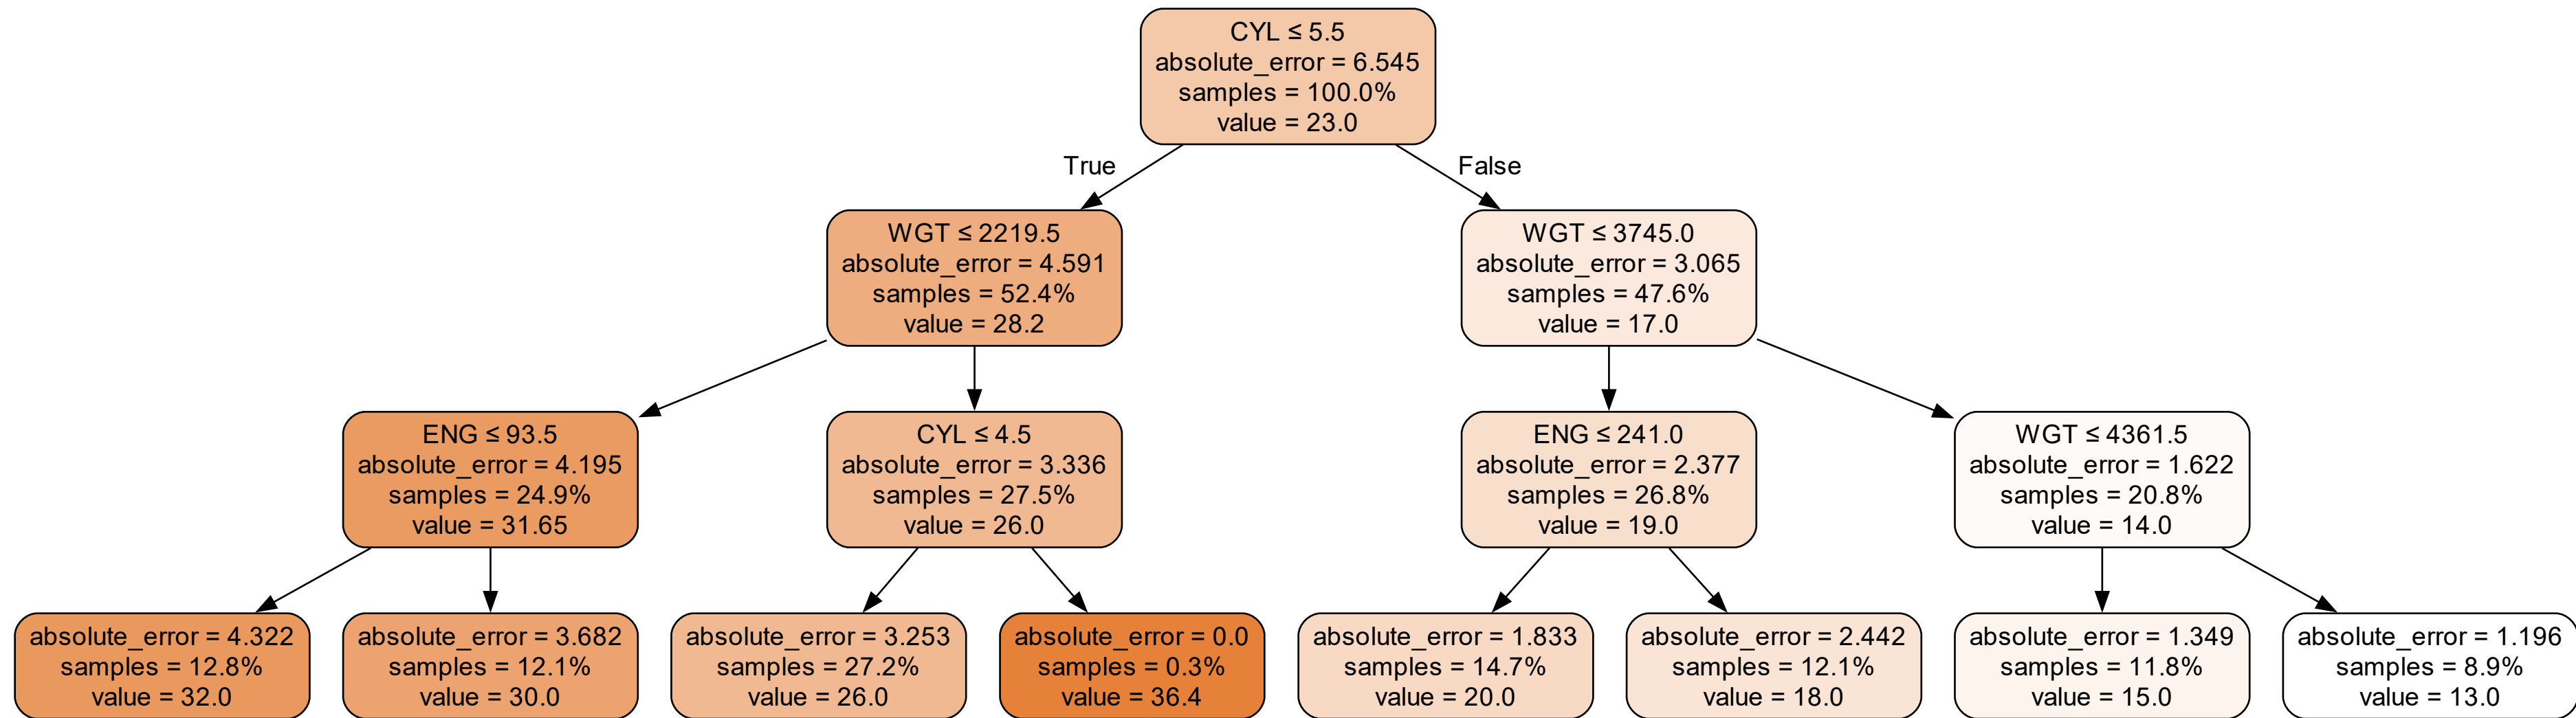 CYL ≤ 5.5
absolute_error = 6.545
samples = 100.0%
value = 23.0
True
False
WGT ≤ 2219.5
absolute_error = 4.591
samples = 52.4%
value = 28.2
WGT ≤ 3745.0
absolute_error = 3.065
samples = 47.6%
value = 17.0
ENG ≤ 93.5
absolute_error = 4.195
samples = 24.9%
value = 31.65
CYL ≤ 4.5
absolute_error = 3.336
samples = 27.5%
value = 26.0
ENG ≤ 241.0
absolute_error = 2.377
samples = 26.8%
value = 19.0
WGT ≤ 4361.5
absolute_error = 1.622
samples = 20.8%
value = 14.0
absolute_error = 4.322
samples = 12.8%
value = 32.0
absolute_error = 3.682
samples = 12.1%
value = 30.0
absolute_error = 3.253
samples = 27.2%
value = 26.0
absolute_error = 0.0
samples = 0.3%
value = 36.4
absolute_error = 1.833
samples = 14.7%
value = 20.0
absolute_error = 2.442
samples = 12.1%
value = 18.0
absolute_error = 1.349
samples = 11.8%
value = 15.0
absolute_error = 1.196
samples = 8.9%
value = 13.0